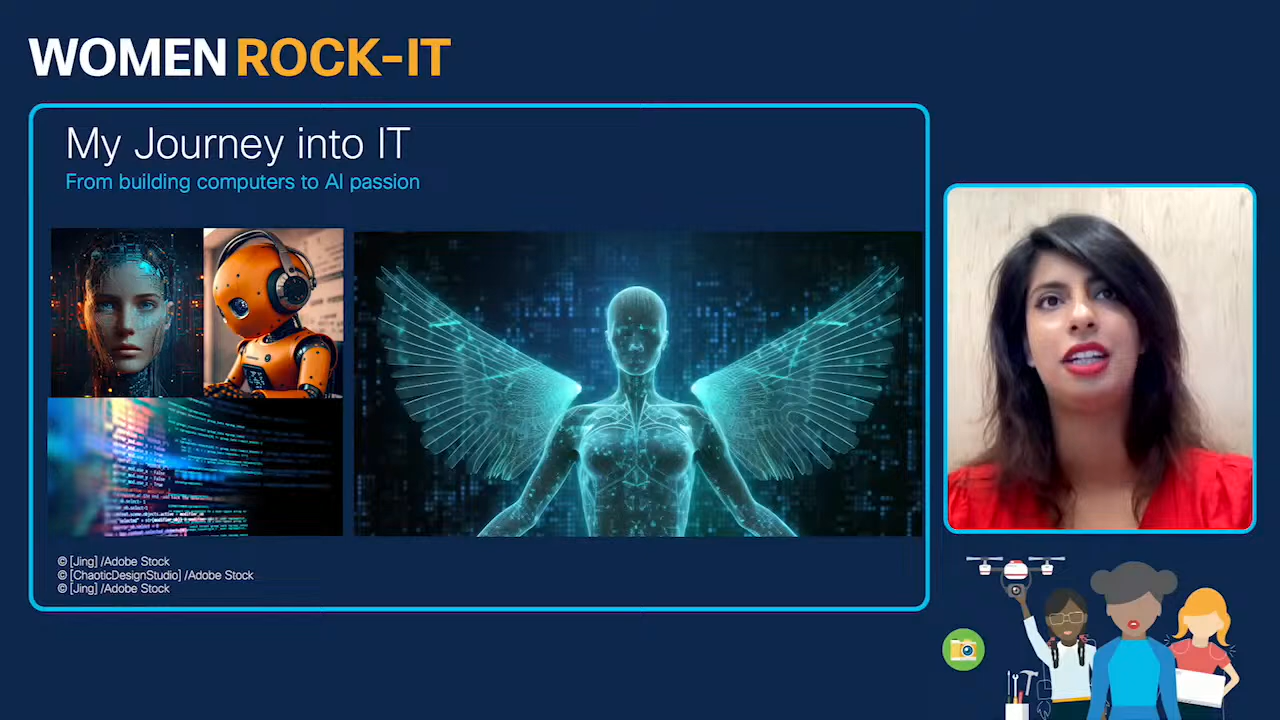 WOMEN ROCK-IT
My Journey into IT
From building computers to AI passion
© [Jing] /Adobe Stock
© [ChaoticDesignStudio] /Adobe Stock
© [Jing] /Adobe Stock